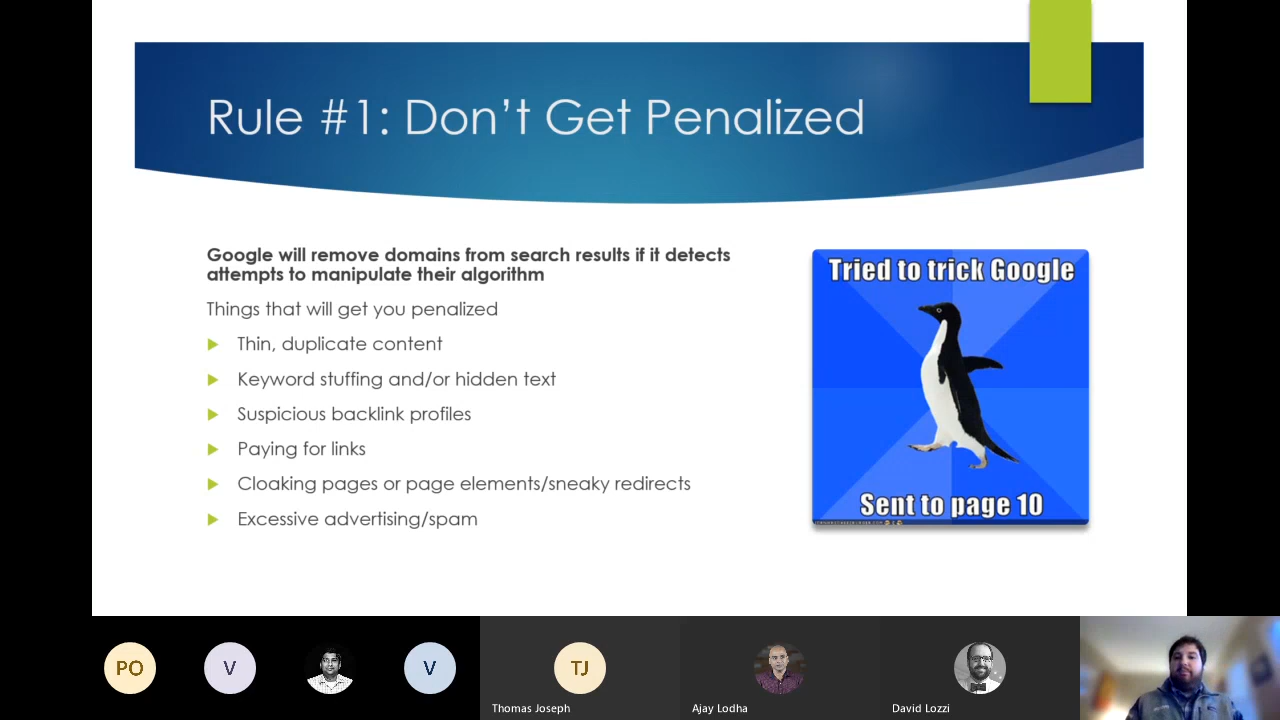 Rule #1: Don’t Get Penalized
Google will remove domains from search results if it detects
attempts to manipulate their algorithm
Things that will get you penalized
Thin, duplicate content
Keyword stuffing and/or hidden text
Suspicious backlink profiles
Paying for links
Cloaking pages or page elements/sneaky redirects
Excessive advertising/spam
Tried to trick Google
Sent to page 10
PO
V
V
TJ
Thomas Joseph
Ajay Lodha
David Lozzi